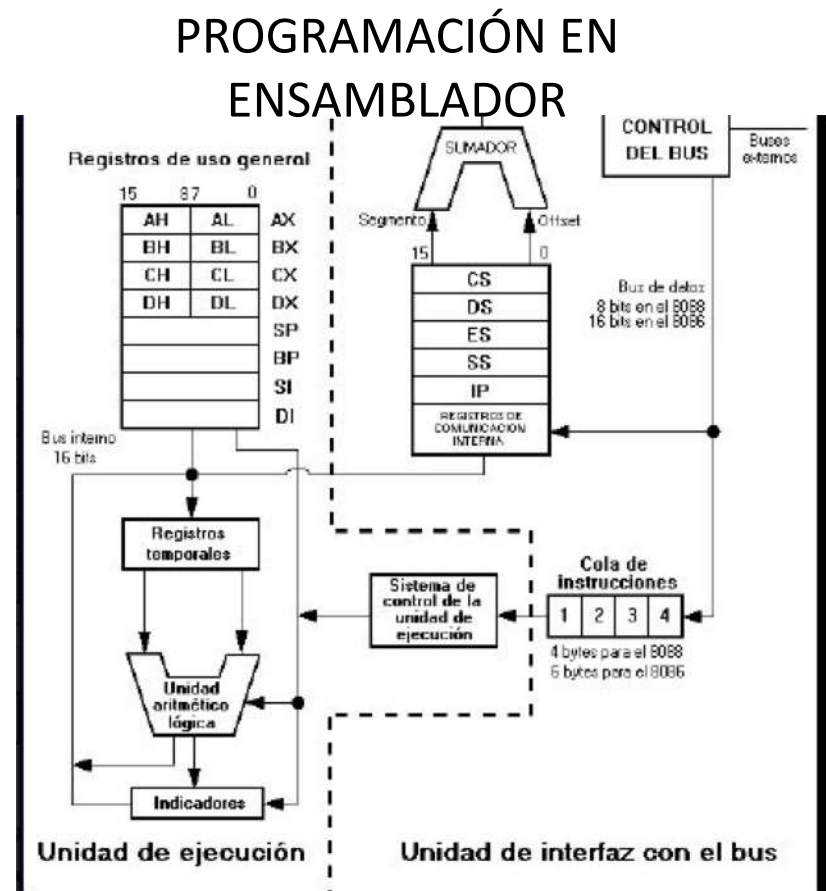 PROGRAMACIÓN EN
ENSAMBLADOR
Registros de uso general
15 87 0
AH AL AX
BH BL BX
CH CL CX
DH DL DX
SP
BP
SI
DI
Bus interno
16 bits
Registros
temporales
Unidad
aritmético
lógica
Indicadores
Unidad de ejecución
SUMADOR
Segmento
Offset
15 0
CS
DS
ES
SS
IP
REGISTROS DE
COMUNICACION
INTERNA
CONTROL
DEL BUS
Buses
externos
Bus de datos
8 bits en el 8088
16 bits en el 8086
Sistema de
control de la
unidad de
ejecución
Cola de
instrucciones
1 2 3 4
4 bytes para el 8088
6 bytes para el 8086
Unidad de interfaz con el bus